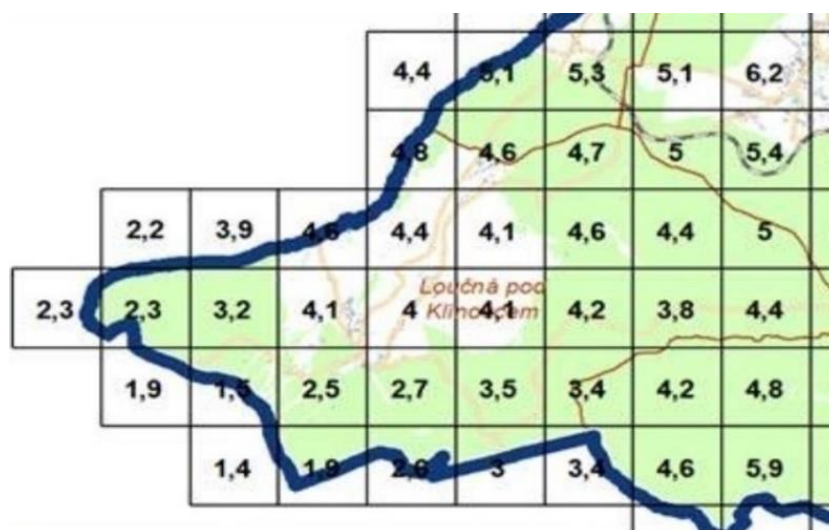 4,4 5,1 5,3 5,1 6,2
4,8 4,6 4,7 5 5,4
2,2 3,9 4,6 4,4 4,1 4,6 4,4 5
Loučná pod
2,3 2,3 3,2 4,1 4 4,1 4,2 3,8 4,4
Klínovcem
1,9 1,5 2,5 2,7 3,5 3,4 4,2 4,8
1,4 1,9 2,6 3 3,4 4,6 5,9